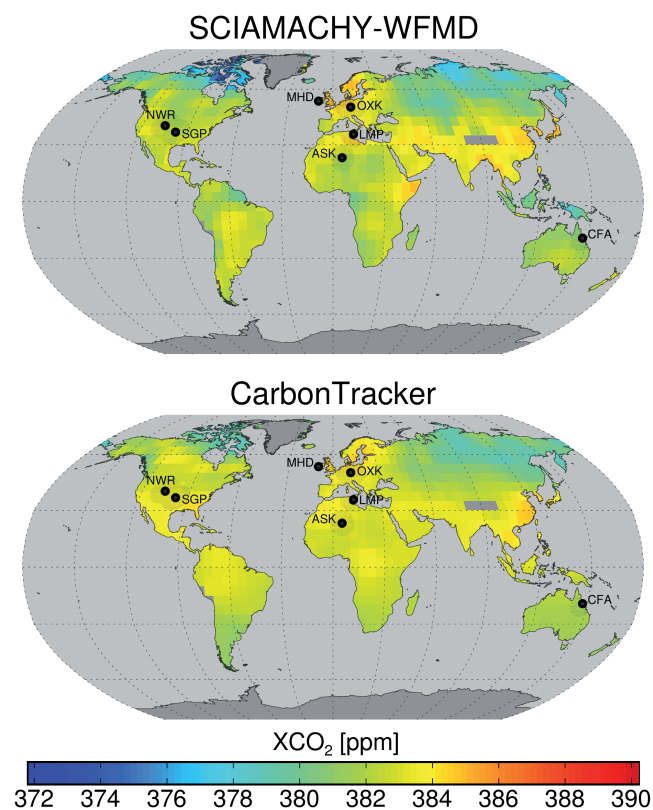 SCIAMACHY-WFMD
MHD
OXK
NWR
SGP
LMP
ASK
CFA
CarbonTracker
MHD
OXK
NWR
SGP
LMP
ASK
CFA
XCO₂ [ppm]
372 374 376 378 380 382 384 386 388 390